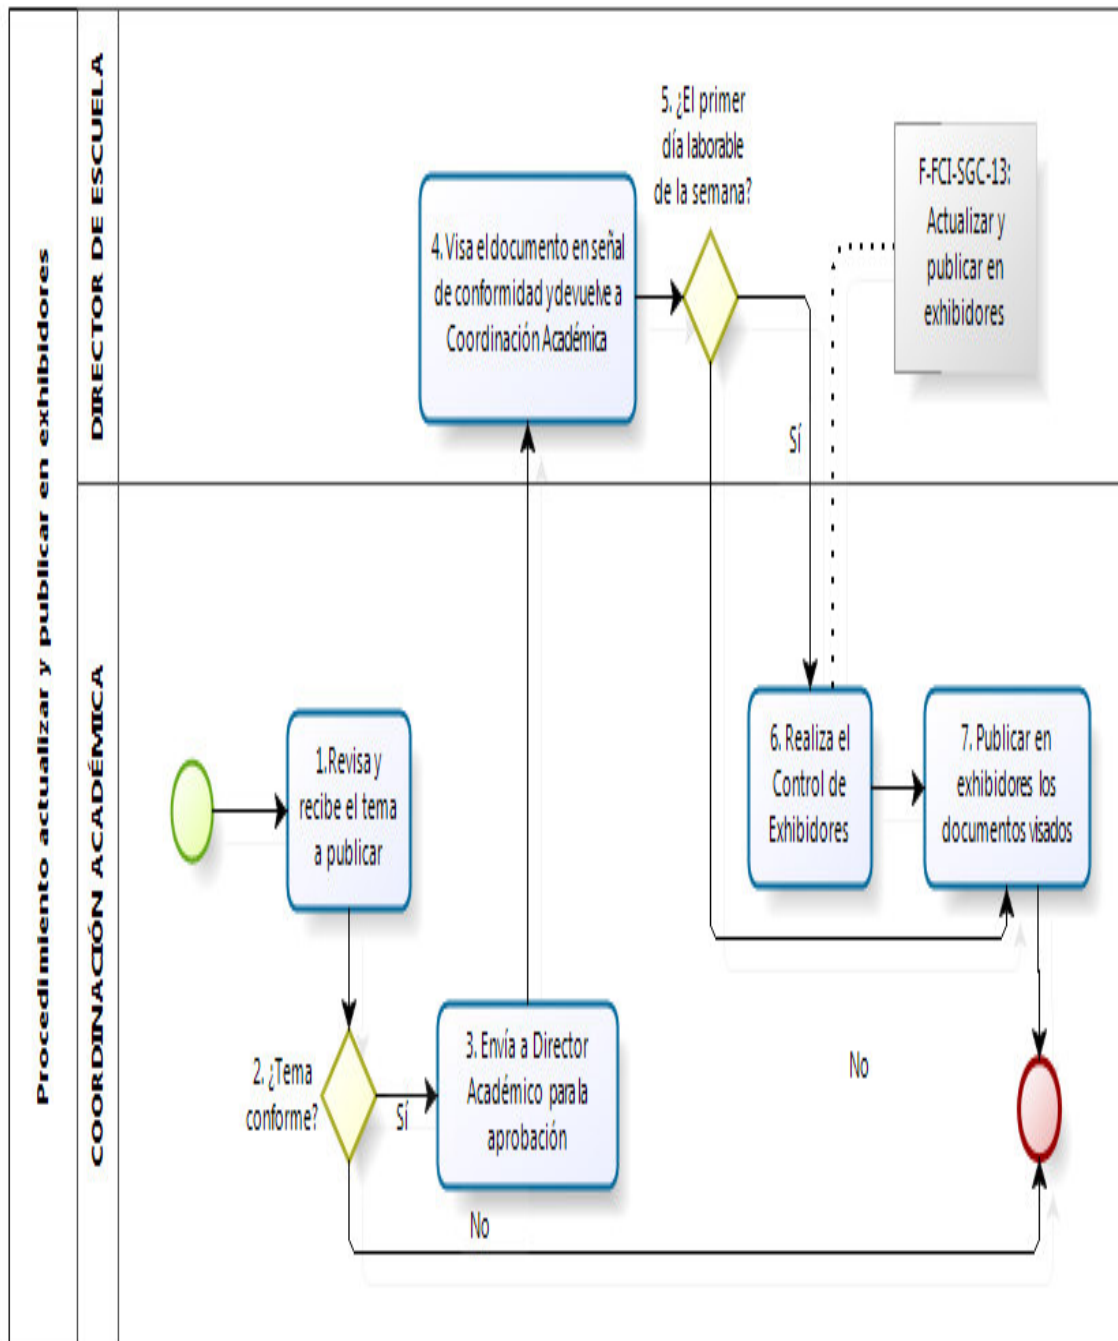 Procedimiento actualizar y publicar en exhibidores
DIRECTOR DE ESCUELA
5. ¿El primer
día laborable
de la semana?
F-FCI-SGC-13:
Actualizar y
publicar en
exhibidores
4. Visa el documento en señal
de conformidad y devuelve a
Coordinación Académica
Sí
COORDINACIÓN ACADÉMICA
1.Revisa y
recibe el tema
a publicar
6. Realiza el
Control de
Exhibidores
7. Publicar en
exhibidores los
documentos visados
2. ¿Tema
conforme?
Sí
3. Envía a Director
Académico para la
aprobación
No
No